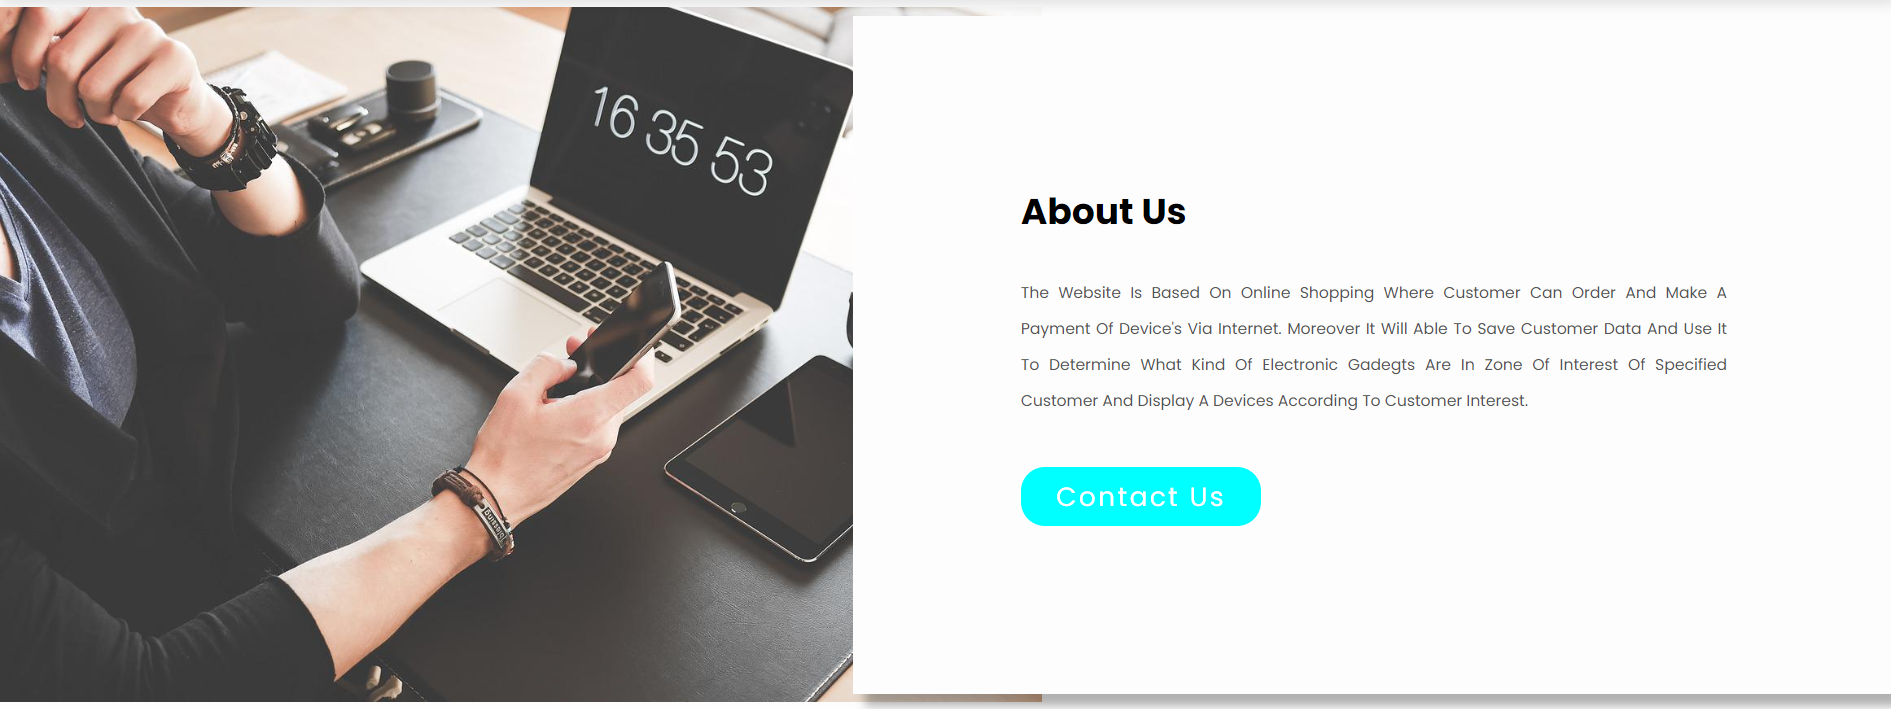 16 35 53
About Us
The Website Is Based On Online Shopping Where Customer Can Order And Make A
Payment Of Device's Via Internet. Moreover It Will Able To Save Customer Data And Use It
To Determine What Kind Of Electronic Gadegts Are In Zone Of Interest Of Specified
Customer And Display A Devices According To Customer Interest.
Contact Us